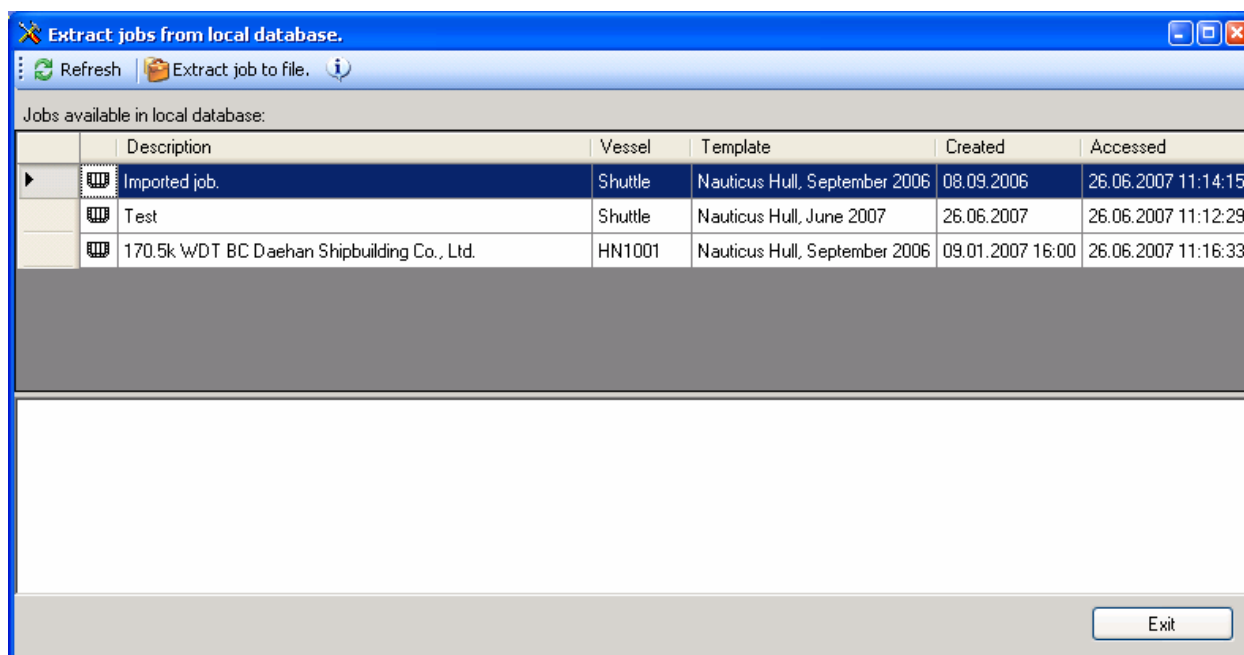 Extract jobs from local database.
Refresh Extract job to file.
Jobs available in local database:
Description Vessel Template Created Accessed
Imported job. Shuttle Nauticus Hull, September 2006 08.09.2006 26.06.2007 11:14:15
Test Shuttle Nauticus Hull, June 2007 26.06.2007 26.06.2007 11:12:29
170.5k WDT BC Daehan Shipbuilding Co., Ltd. HN1001 Nauticus Hull, September 2006 09.01.2007 16:00 26.06.2007 11:16:33
Exit